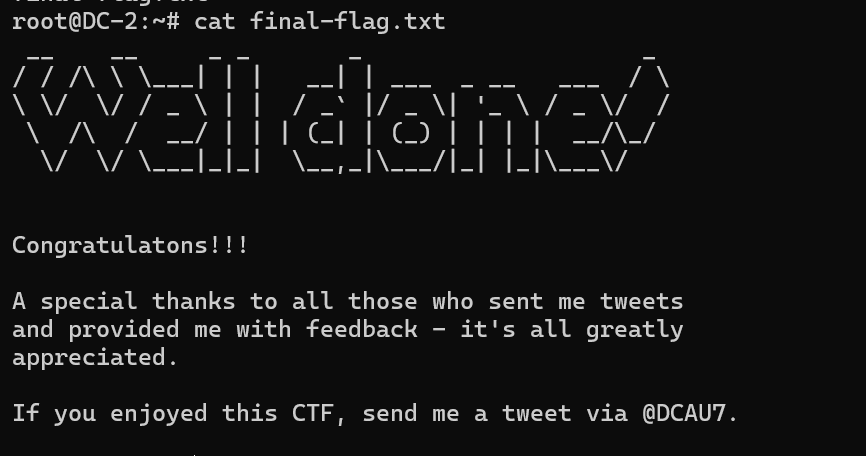 root@DC-2:~# cat final-flag.txt
Well done!
Congratulatons!!!
A special thanks to all those who sent me tweets
and provided me with feedback - it's all greatly
appreciated.
If you enjoyed this CTF, send me a tweet via @DCAU7.